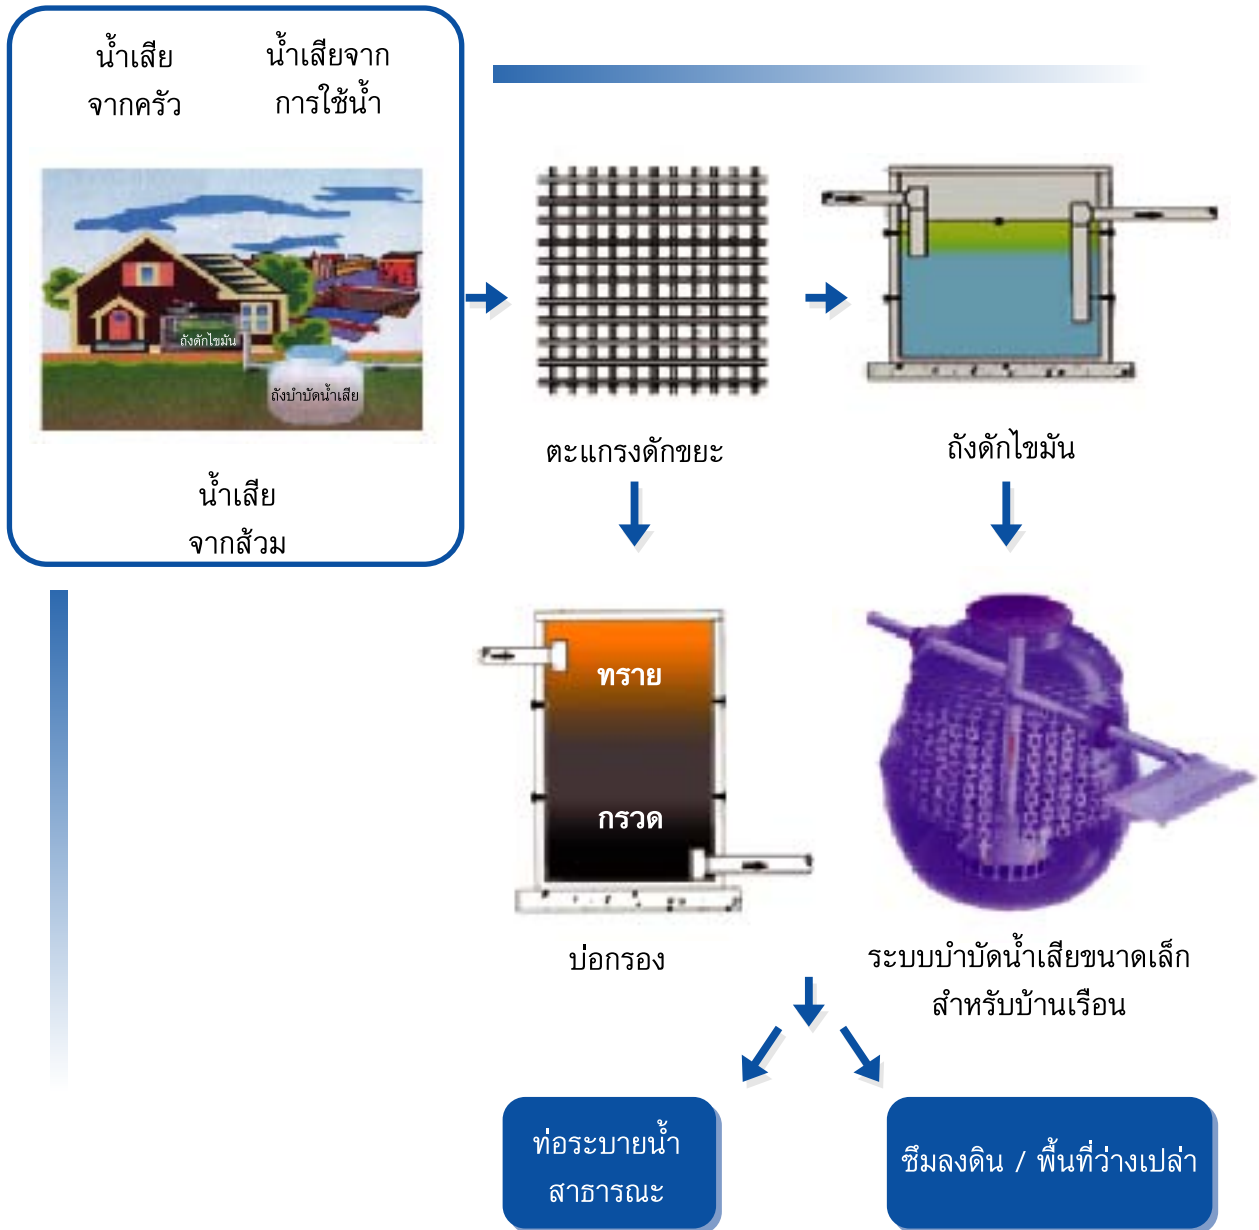 น้ำเสีย
จากครัว
น้ำเสียจาก
การใช้น้ำ
ถังดักไขมัน
ถังบำบัดน้ำเสีย
น้ำเสีย
จากส้วม
ตะแกรงดักขยะ
ถังดักไขมัน
ทราย
กรวด
บ่อกรอง
ระบบบำบัดน้ำเสียขนาดเล็ก
สำหรับบ้านเรือน
ท่อระบายน้ำ
สาธารณะ
ซึมลงดิน / พื้นที่ว่างเปล่า